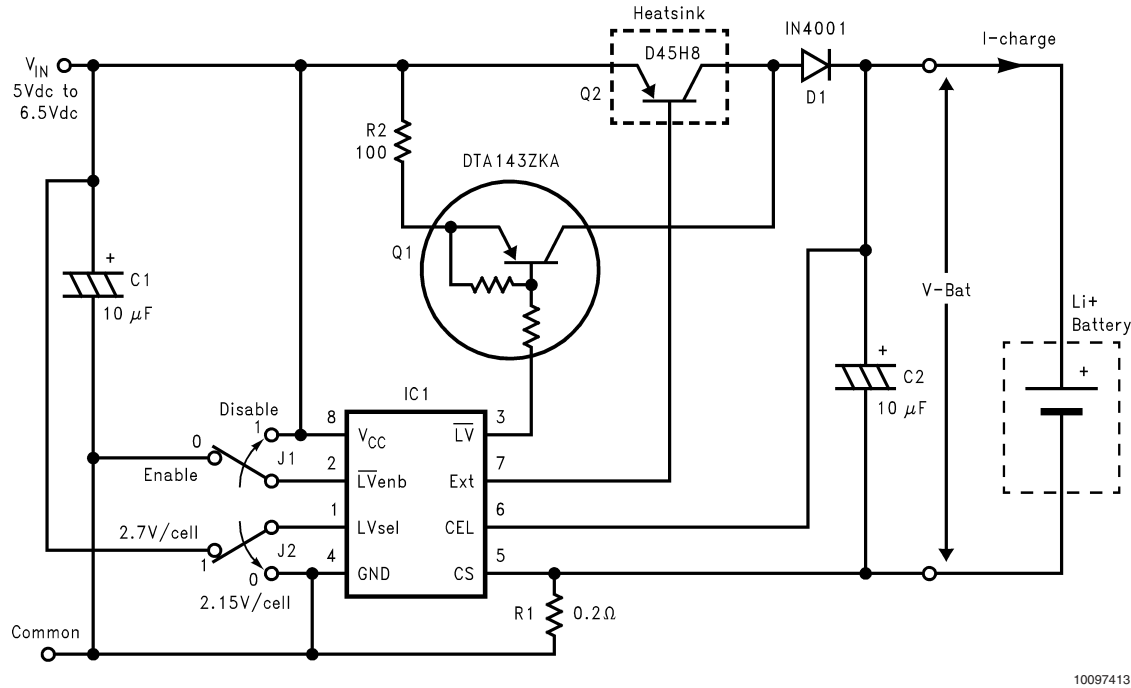 Heatsink
IN4001
I-charge
D45H8
V_IN
5Vdc to
6.5Vdc
Q2
D1
R2
100
DTA143ZKA
Q1
+
C1
10 µF
V-Bat
Li+
Battery
+
+
C2
10 µF
IC1
Disable
1
8
V_CC
L̅V̅
3
0
J1
Enable
2
L̅V̅enb
Ext
7
2.7V/cell
1
LVsel
CEL
6
1
J2
0
4
GND
CS
5
2.15V/cell
R1
0.2Ω
Common
10097413